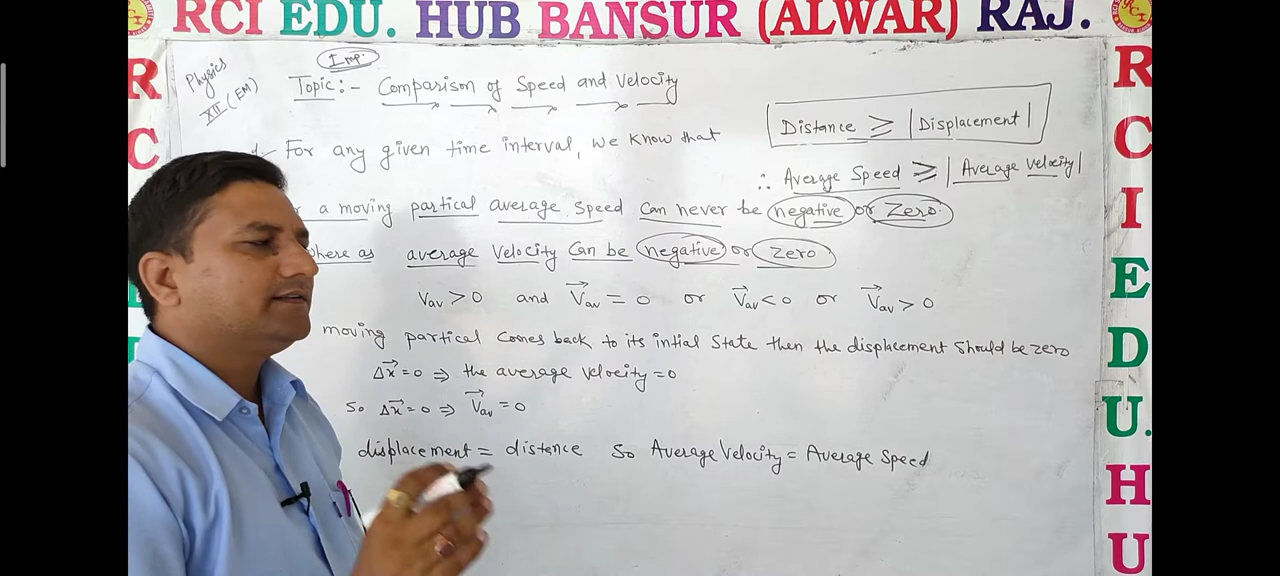 RCI EDU. HUB BANSUR (ALWAR) RAJ.
Physics
XII (EM)
Imp.
Topic:- Comparison of Speed and Velocity
For any given time interval, we know that
Distance ≥ |Displacement|
∴ Average Speed ≥ |Average velocity|
a moving partical average speed can never be negative or zero.
where as average velocity can be negative or zero.
Vav > 0 and V⃗av = 0 or V⃗av < 0 or V⃗av > 0
moving partical comes back to its intial state then the displacement should be zero
Δx⃗ = 0 ⇒ the average velocity = 0
So Δx⃗ = 0 ⇒ V⃗av = 0
displacement = distance so Average Velocity = Average Speed
R
C
R
C
I
E
D
U.
H
U